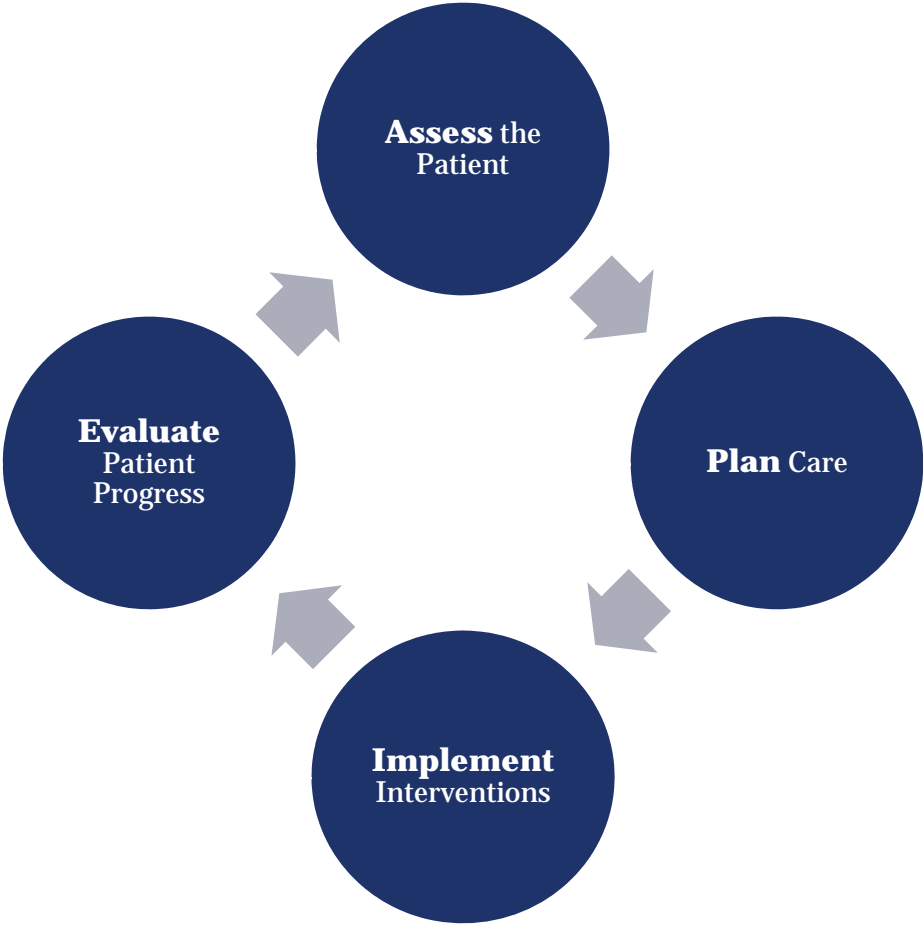 Assess the
Patient
Plan Care
Implement
Interventions
Evaluate
Patient
Progress